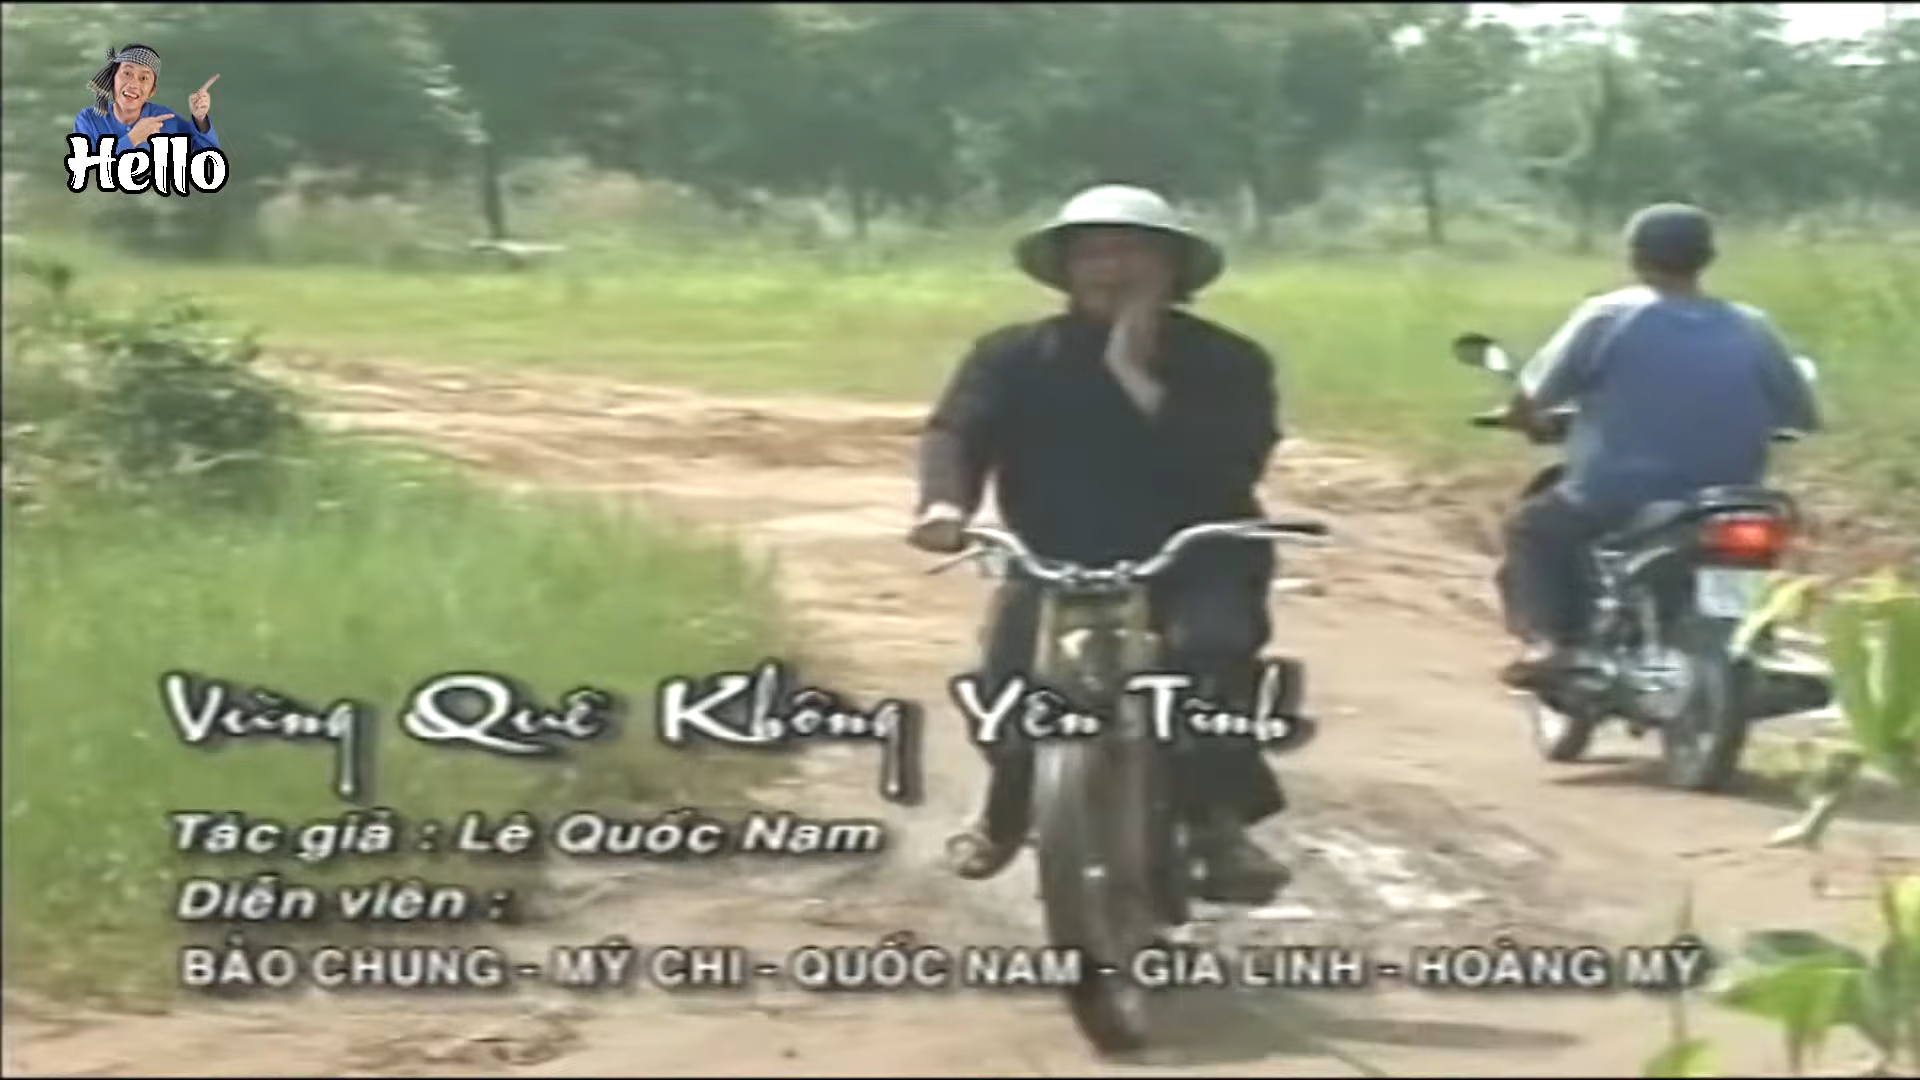 Hello
Vùng Quê Không Yên Tĩnh
Tác giả : Lê Quốc Nam
Diễn viên :
BẢO CHUNG - MỸ CHI - QUỐC NAM - GIA LINH - HOÀNG MỸ